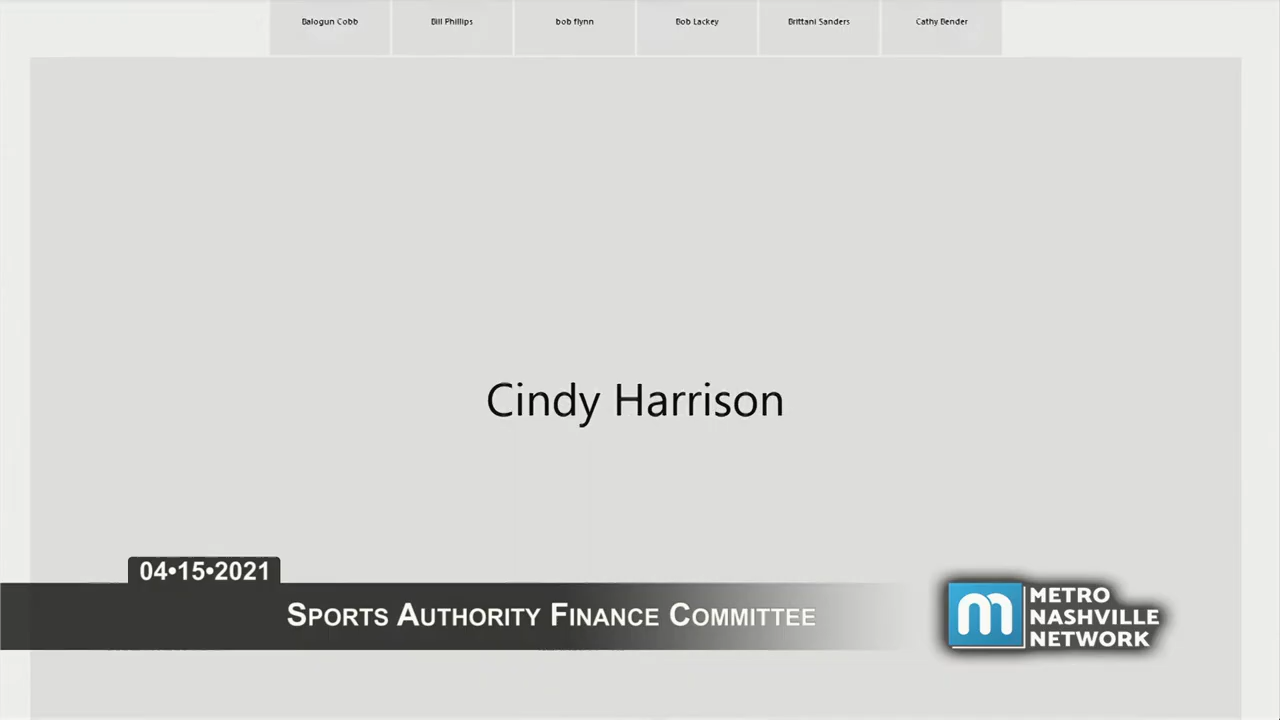 Balogun Cobb
Bill Phillips
bob flynn
Bob Lackey
Brittani Sanders
Cathy Bender
Cindy Harrison
04•15•2021
SPORTS AUTHORITY FINANCE COMMITTEE
m
METRO
NASHVILLE
NETWORK